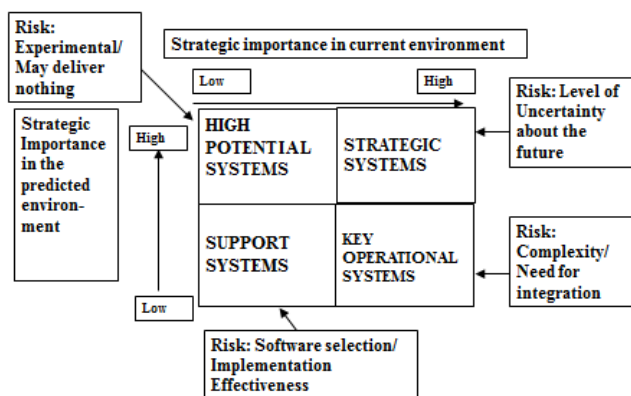 Risk:
Experimental/
May deliver
nothing
Strategic importance in current environment
Low
High
Strategic
Importance
in the
predicted
environ-
ment
High
Low
HIGH
POTENTIAL
SYSTEMS
STRATEGIC
SYSTEMS
SUPPORT
SYSTEMS
KEY
OPERATIONAL
SYSTEMS
Risk: Level of
Uncertainty
about the
future
Risk:
Complexity/
Need for
integration
Risk: Software selection/
Implementation
Effectiveness